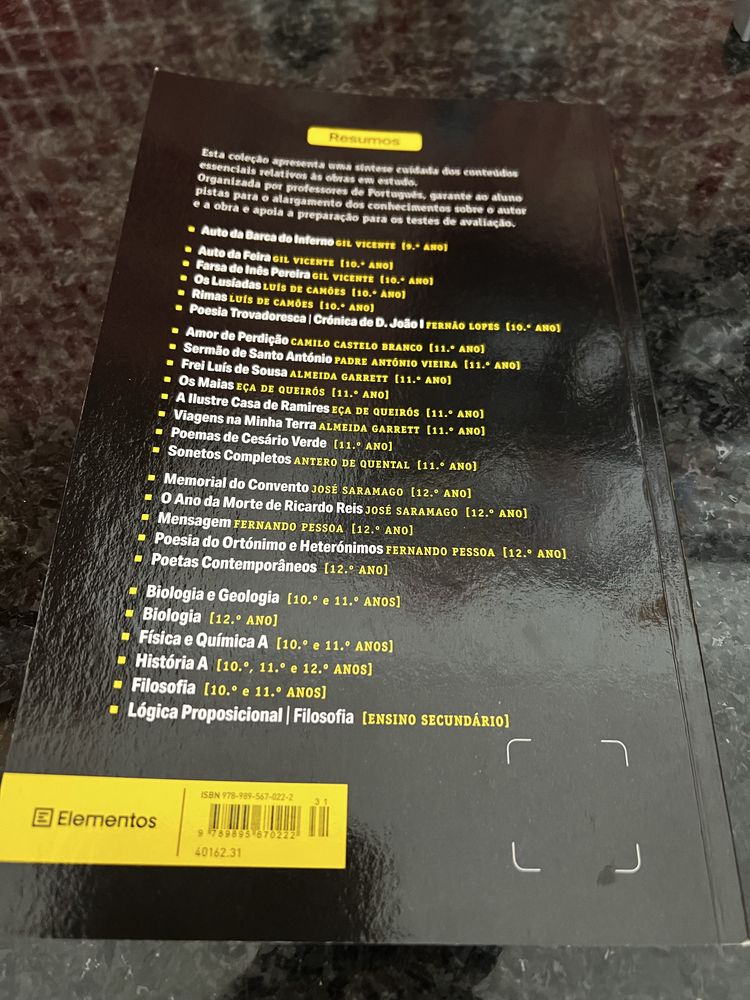 Resumos
Esta coleção apresenta uma síntese cuidada dos conteúdos
essenciais relativos às obras em estudo.
Organizada por professores de Português, garante ao aluno
pistas para o alargamento dos conhecimentos sobre o autor
e a obra e apoia a preparação para os testes de avaliação.
Auto da Barca do Inferno GIL VICENTE [9.º ANO]
Auto da Feira GIL VICENTE [10.º ANO]
Farsa de Inês Pereira GIL VICENTE [10.º ANO]
Os Lusíadas LUÍS DE CAMÕES [10.º ANO]
Rimas LUÍS DE CAMÕES [10.º ANO]
Poesia Trovadoresca | Crónica de D. João I FERNÃO LOPES [10.º ANO]
Amor de Perdição CAMILO CASTELO BRANCO [11.º ANO]
Sermão de Santo António PADRE ANTÓNIO VIEIRA [11.º ANO]
Frei Luís de Sousa ALMEIDA GARRETT [11.º ANO]
Os Maias EÇA DE QUEIRÓS [11.º ANO]
A Ilustre Casa de Ramires EÇA DE QUEIRÓS [11.º ANO]
Viagens na Minha Terra ALMEIDA GARRETT [11.º ANO]
Poemas de Cesário Verde [11.º ANO]
Sonetos Completos ANTERO DE QUENTAL [11.º ANO]
Memorial do Convento JOSÉ SARAMAGO [12.º ANO]
O Ano da Morte de Ricardo Reis JOSÉ SARAMAGO [12.º ANO]
Mensagem FERNANDO PESSOA [12.º ANO]
Poesia do Ortónimo e Heterónimos FERNANDO PESSOA [12.º ANO]
Poetas Contemporâneos [12.º ANO]
Biologia e Geologia [10.º e 11.º ANOS]
Biologia [12.º ANO]
Física e Química A [10.º e 11.º ANOS]
História A [10.º, 11.º e 12.º ANOS]
Filosofia [10.º e 11.º ANOS]
Lógica Proposicional | Filosofia [ENSINO SECUNDÁRIO]
Elementos
ISBN 978-989-567-022-2
31
9 789895 670222
40162.31